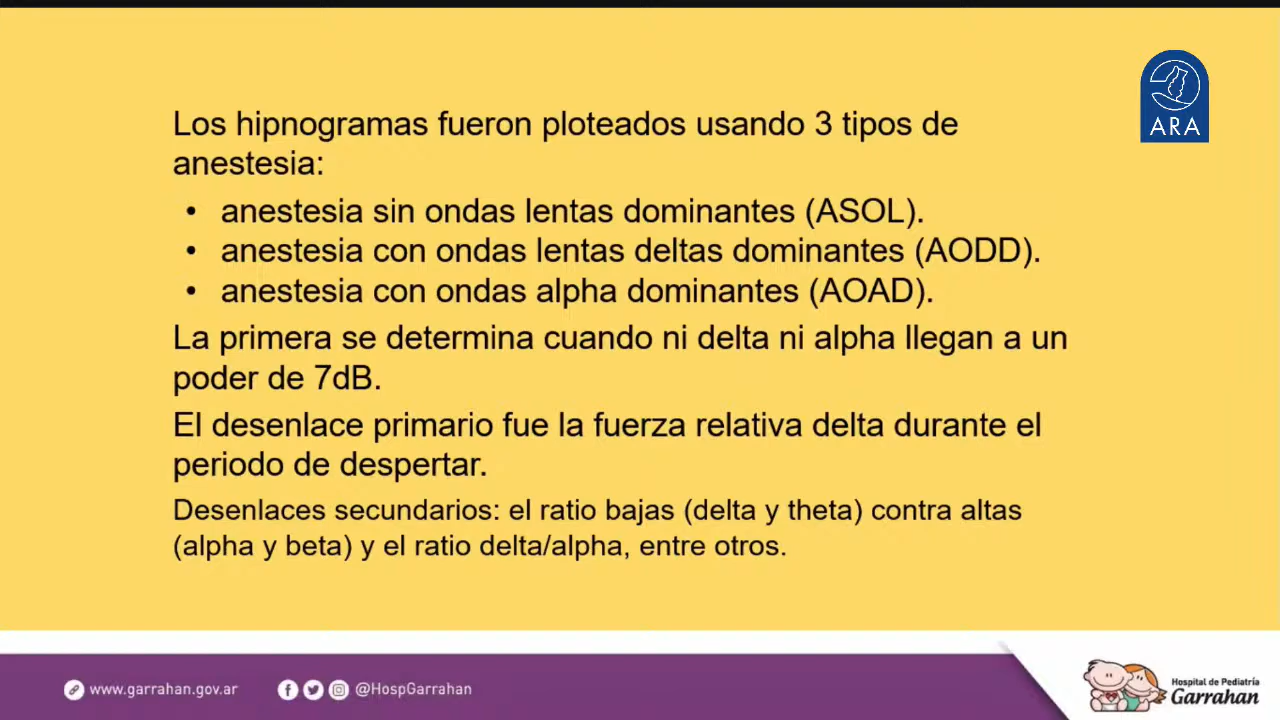 ARA
Los hipnogramas fueron ploteados usando 3 tipos de
anestesia:
• anestesia sin ondas lentas dominantes (ASOL).
• anestesia con ondas lentas deltas dominantes (AODD).
• anestesia con ondas alpha dominantes (AOAD).
La primera se determina cuando ni delta ni alpha llegan a un
poder de 7dB.
El desenlace primario fue la fuerza relativa delta durante el
periodo de despertar.
Desenlaces secundarios: el ratio bajas (delta y theta) contra altas
(alpha y beta) y el ratio delta/alpha, entre otros.
www.garrahan.gov.ar
@HospGarrahan
Hospital de Pediatría
Garrahan